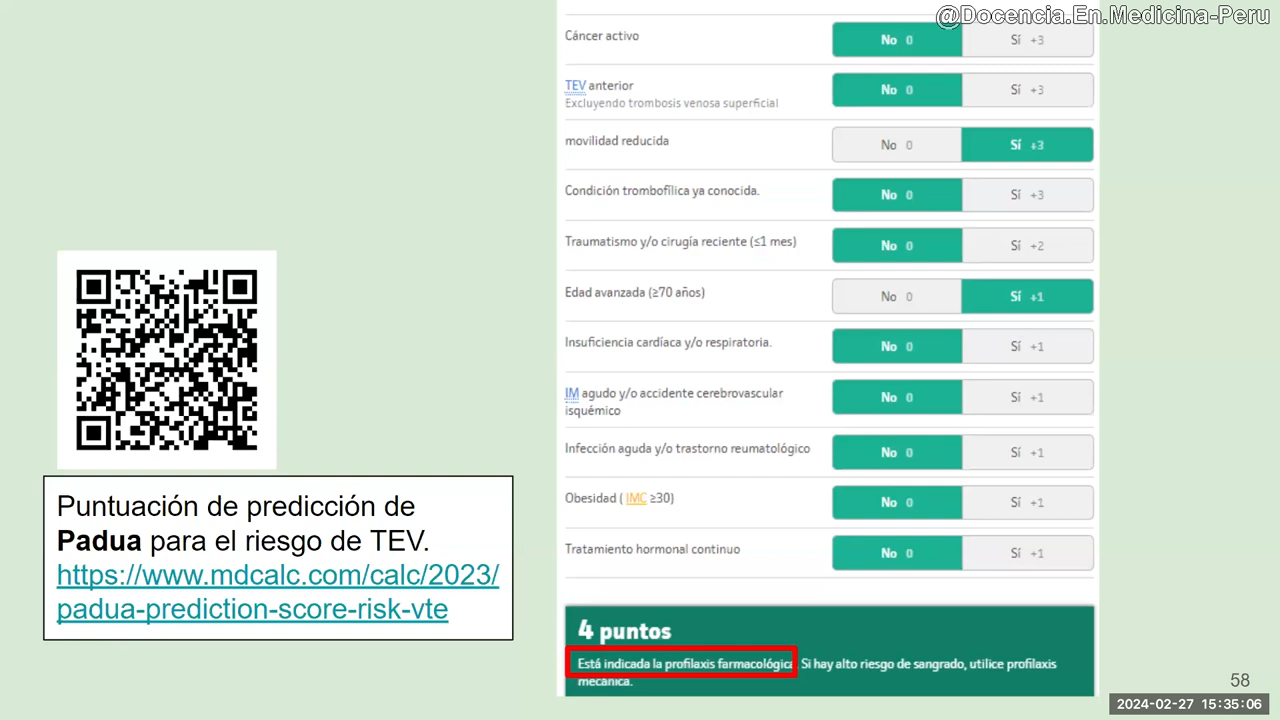 @Docencia.En.Medicina-Peru
Cáncer activo
No 0
Sí +3
TEV anterior
Excluyendo trombosis venosa superficial
No 0
Sí +3
movilidad reducida
No 0
Sí +3
Condición trombofílica ya conocida.
No 0
Sí +3
Traumatismo y/o cirugía reciente (≤1 mes)
No 0
Sí +2
Edad avanzada (≥70 años)
No 0
Sí +1
Insuficiencia cardíaca y/o respiratoria.
No 0
Sí +1
IM agudo y/o accidente cerebrovascular
isquémico
No 0
Sí +1
Infección aguda y/o trastorno reumatológico
No 0
Sí +1
Obesidad ( IMC ≥30)
No 0
Sí +1
Tratamiento hormonal continuo
No 0
Sí +1
4 puntos
Está indicada la profilaxis farmacológica. Si hay alto riesgo de sangrado, utilice profilaxis
mecánica.
Puntuación de predicción de
Padua para el riesgo de TEV.
https://www.mdcalc.com/calc/2023/
padua-prediction-score-risk-vte
58
2024-02-27 15:35:06